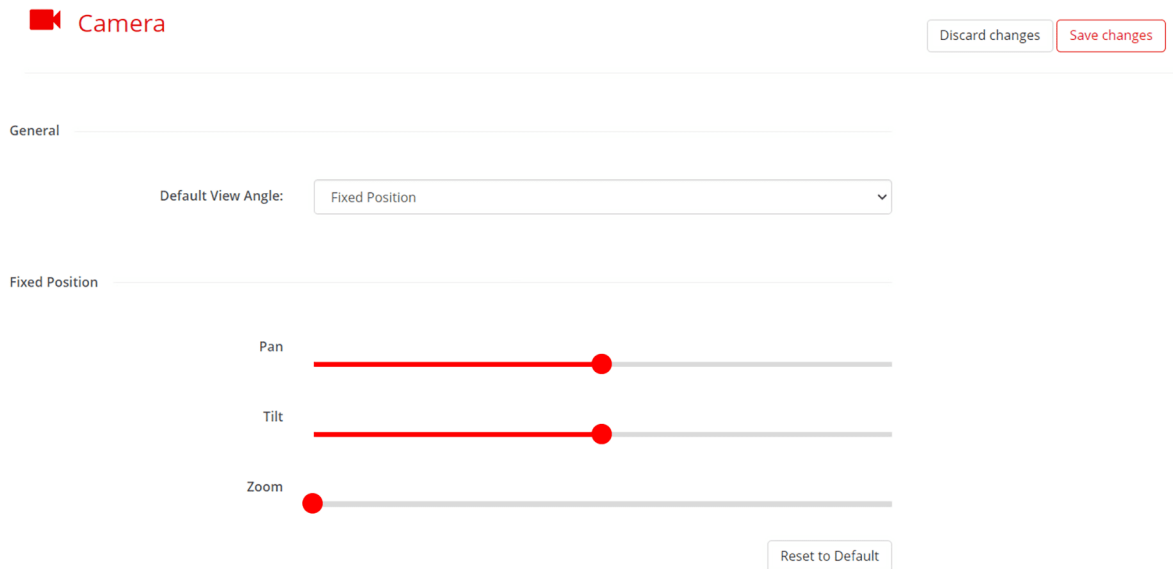 Camera
Discard changes
Save changes
General
Default View Angle:
Fixed Position
Fixed Position
Pan
Tilt
Zoom
Reset to Default